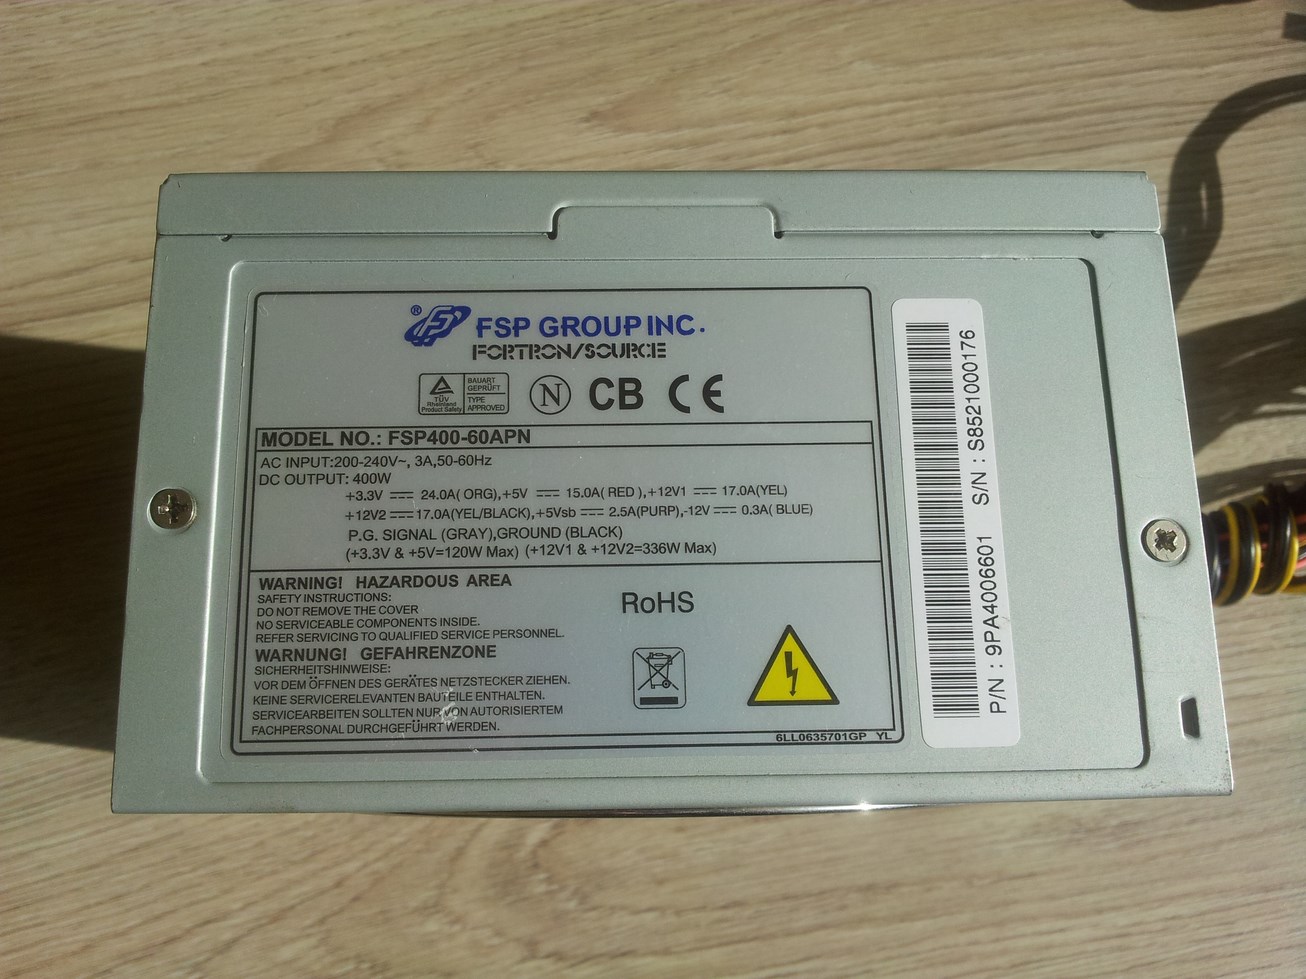 ® FSP GROUP INC.
FORTRON/SOURCE
TÜV
Rheinland
Product Safety
BAUART
GEPRÜFT
TYPE
APPROVED
N CB CE
MODEL NO.: FSP400-60APN
AC INPUT:200-240V~, 3A,50-60Hz
DC OUTPUT: 400W
+3.3V ⎓ 24.0A( ORG),+5V ⎓ 15.0A( RED ),+12V1 ⎓ 17.0A(YEL)
+12V2 ⎓ 17.0A(YEL/BLACK),+5Vsb ⎓ 2.5A(PURP),-12V ⎓ 0.3A( BLUE)
P.G. SIGNAL (GRAY),GROUND (BLACK)
(+3.3V & +5V=120W Max) (+12V1 & +12V2=336W Max)
WARNING! HAZARDOUS AREA
SAFETY INSTRUCTIONS:
DO NOT REMOVE THE COVER
NO SERVICEABLE COMPONENTS INSIDE.
REFER SERVICING TO QUALIFIED SERVICE PERSONNEL.
WARNUNG! GEFAHRENZONE
SICHERHEITSHINWEISE:
VOR DEM ÖFFNEN DES GERÄTES NETZSTECKER ZIEHEN.
KEINE SERVICERELEVANTEN BAUTEILE ENTHALTEN.
SERVICEARBEITEN SOLLTEN NUR VON AUTORISIERTEM
FACHPERSONAL DURCHGEFÜHRT WERDEN.
RoHS
6LL0635701GP YL
P/N : 9PA4006601 S/N : S8521000176